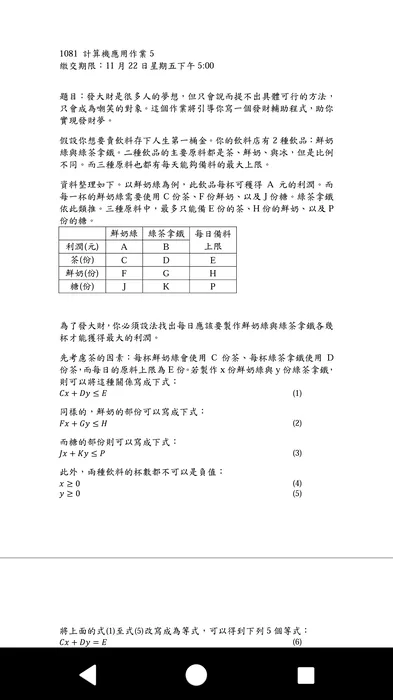 1081 計算機應用作業 5
繳交期限：11 月 22 日星期五下午 5:00
題目：發大財是很多人的夢想，但只會說而提不出具體可行的方法，
只會成為嘲笑的對象。這個作業將引導你寫一個發財輔助程式，助你
實現發財夢。
假設你想要賣飲料存下人生第一桶金。你的飲料店有 2 種飲品：鮮奶
綠與綠茶拿鐵。二種飲品的主要原料都是茶、鮮奶、與冰，但是比例
不同。而三種原料也都有每天能夠備料的最大上限。
資料整理如下。以鮮奶綠為例，此飲品每杯可獲得 A 元的利潤。而
每一杯的鮮奶綠需要使用 C 份茶、F 份鮮奶、以及 J 份糖。綠茶拿鐵
依此類推。三種原料中，最多只能備 E 份的茶、H 份的鮮奶、以及 P
份的糖。
鮮奶綠 綠茶拿鐵 每日備料
利潤(元) A B 上限
茶(份) C D E
鮮奶(份) F G H
糖(份) J K P
為了發大財，你必須設法找出每日應該要製作鮮奶綠與綠茶拿鐵各幾
杯才能獲得最大的利潤。
先考慮茶的因素：每杯鮮奶綠會使用 C 份茶、每杯綠茶拿鐵使用 D
份茶，而每日的原料上限為 E 份。若製作 x 份鮮奶綠與 y 份綠茶拿鐵，
則可以將這種關係寫成下式：
Cx + Dy ≤ E (1)
同樣的，鮮奶的部份可以寫成下式：
Fx + Gy ≤ H (2)
而糖的部份則可以寫成下式：
Jx + Ky ≤ P (3)
此外，兩種飲料的杯數都不可以是負值：
x ≥ 0 (4)
y ≥ 0 (5)
將上面的式(1)至式(5)改寫成為等式，可以得到下列 5 個等式：
Cx + Dy = E (6)